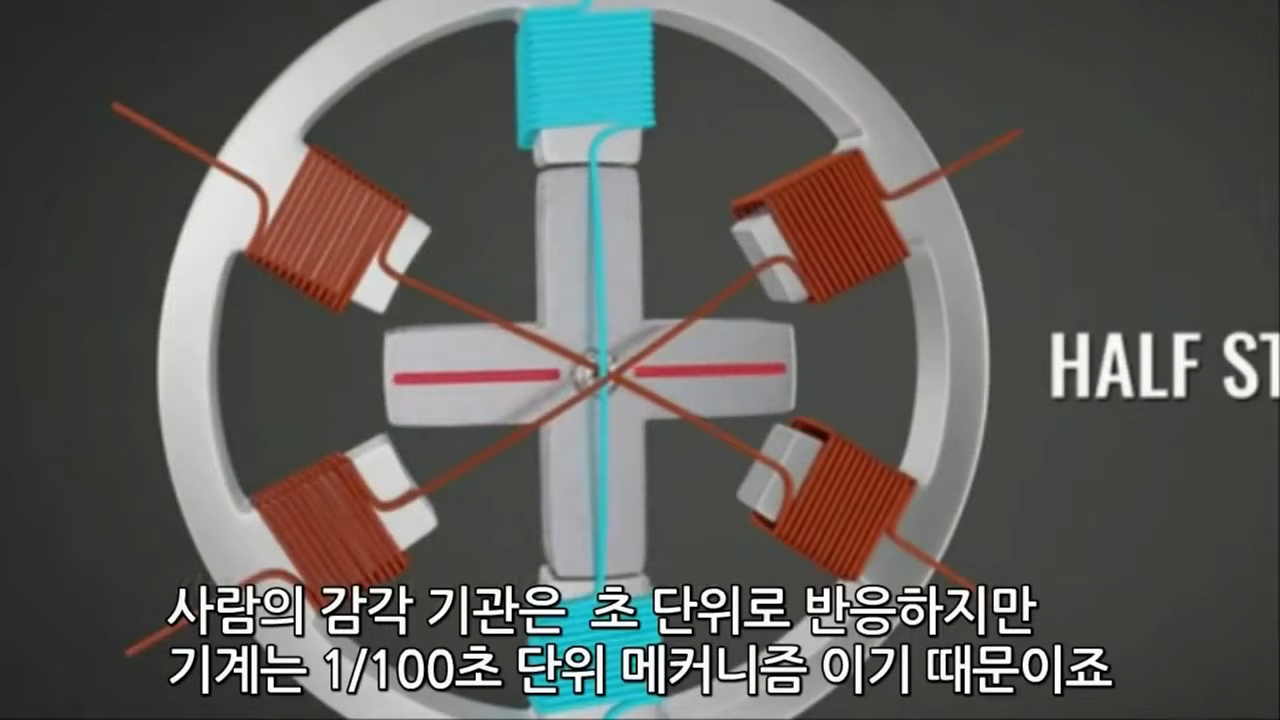 HALF ST
사람의 감각 기관은 초 단위로 반응하지만
기계는 1/100초 단위 메커니즘 이기 때문이죠